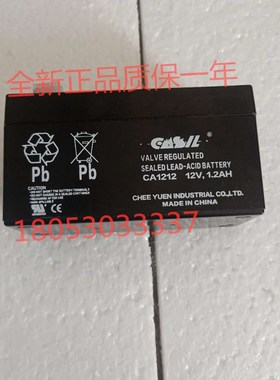 全新正品质保一年
CASIL
VALVE REGULATED
SEALED LEAD-ACID BATTERY
CA1212 12V, 1.2AH
Pb Pb
CHEE YUEN INDUSTRIAL CO.,LTD.
MADE IN CHINA
18053033337